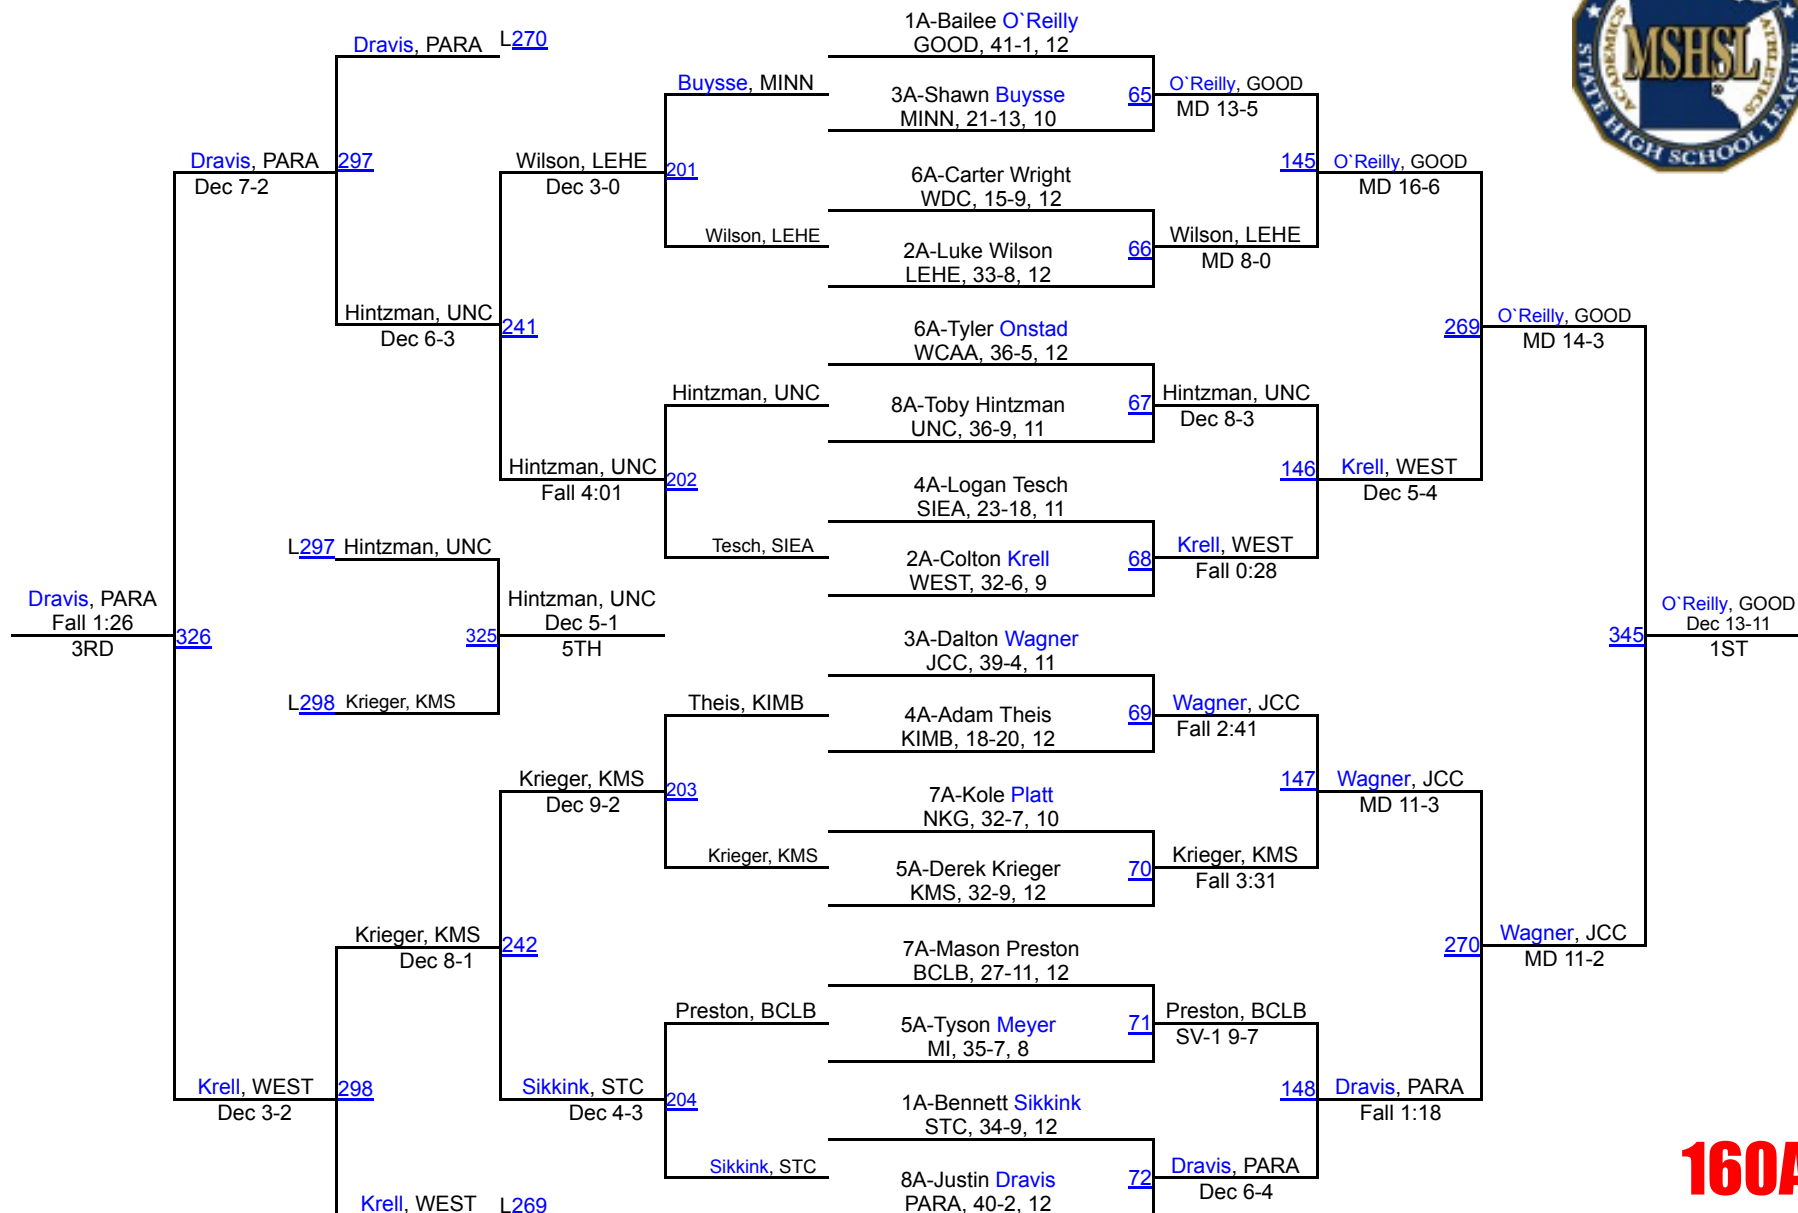 1A-Bailee O`Reilly
GOOD, 41-1, 12
Dravis, PARA L270
Buysse, MINN
3A-Shawn Buysse
MINN, 21-13, 10
65
O`Reilly, GOOD
MD 13-5
MSHSL
®
ACADEMICS
ATHLETICS
STATE HIGH SCHOOL LEAGUE
Dravis, PARA
Dec 7-2
297
Wilson, LEHE
Dec 3-0
201
6A-Carter Wright
WDC, 15-9, 12
145
O`Reilly, GOOD
MD 16-6
Wilson, LEHE
2A-Luke Wilson
LEHE, 33-8, 12
66
Wilson, LEHE
MD 8-0
Hintzman, UNC
Dec 6-3
241
6A-Tyler Onstad
WCAA, 36-5, 12
269
O`Reilly, GOOD
MD 14-3
Hintzman, UNC
8A-Toby Hintzman
UNC, 36-9, 11
67
Hintzman, UNC
Dec 8-3
Hintzman, UNC
Fall 4:01
202
4A-Logan Tesch
SIEA, 23-18, 11
146
Krell, WEST
Dec 5-4
L297 Hintzman, UNC
Tesch, SIEA
2A-Colton Krell
WEST, 32-6, 9
68
Krell, WEST
Fall 0:28
Dravis, PARA
Fall 1:26
3RD
326
325
Hintzman, UNC
Dec 5-1
5TH
3A-Dalton Wagner
JCC, 39-4, 11
345
O`Reilly, GOOD
Dec 13-11
1ST
L298 Krieger, KMS
Theis, KIMB
4A-Adam Theis
KIMB, 18-20, 12
69
Wagner, JCC
Fall 2:41
Krieger, KMS
Dec 9-2
203
7A-Kole Platt
NKG, 32-7, 10
147
Wagner, JCC
MD 11-3
Krieger, KMS
5A-Derek Krieger
KMS, 32-9, 12
70
Krieger, KMS
Fall 3:31
Krieger, KMS
Dec 8-1
242
7A-Mason Preston
BCLB, 27-11, 12
270
Wagner, JCC
MD 11-2
Preston, BCLB
5A-Tyson Meyer
MI, 35-7, 8
71
Preston, BCLB
SV-1 9-7
Krell, WEST
Dec 3-2
298
Sikkink, STC
Dec 4-3
204
1A-Bennett Sikkink
STC, 34-9, 12
148
Dravis, PARA
Fall 1:18
Sikkink, STC
8A-Justin Dravis
PARA, 40-2, 12
72
Dravis, PARA
Dec 6-4
Krell, WEST L269
160A